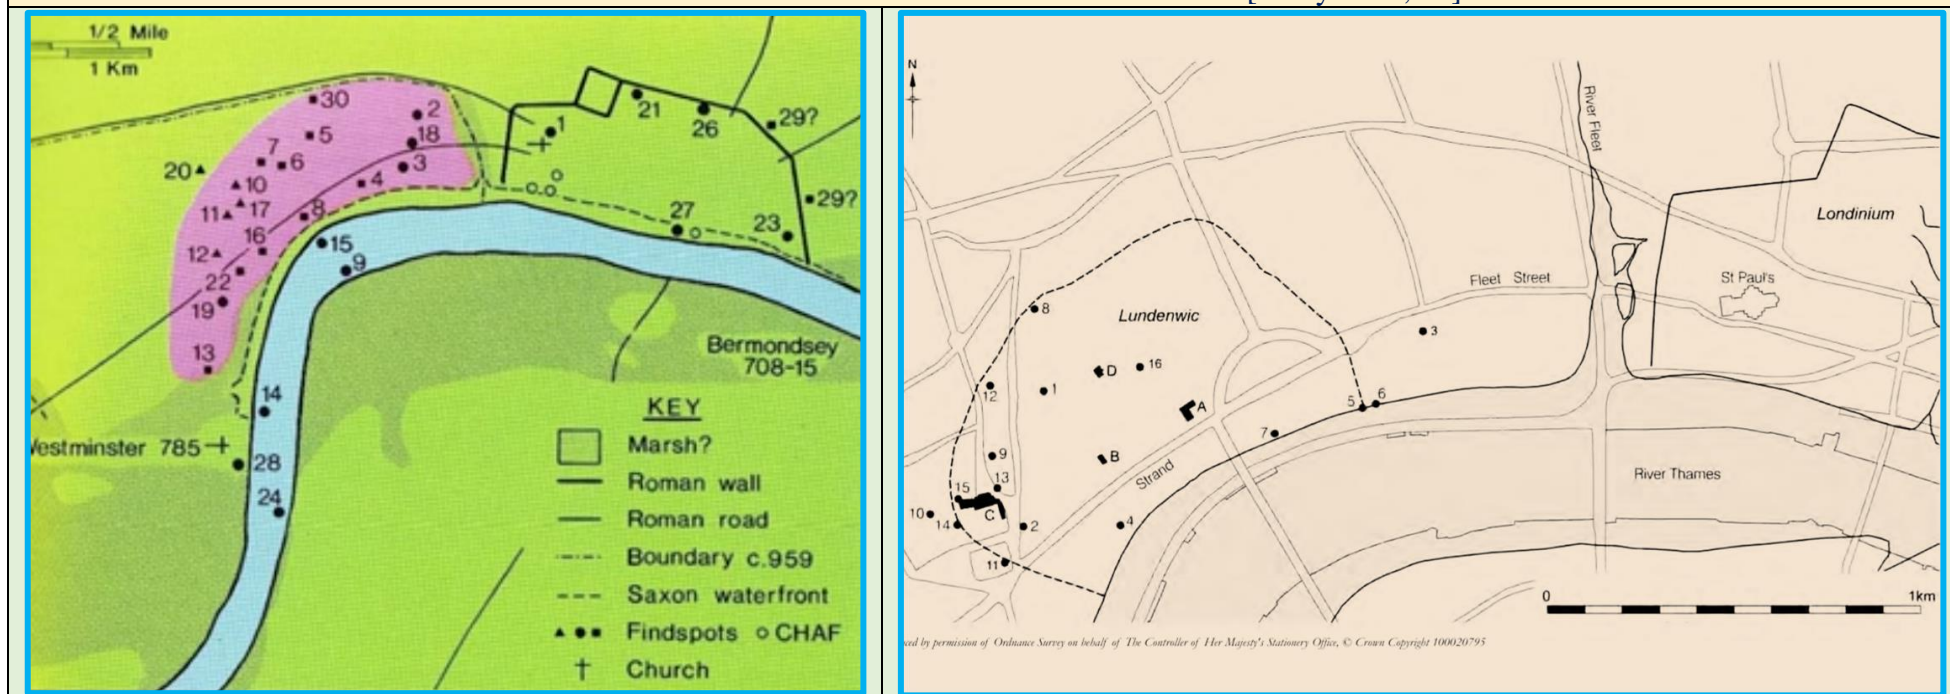 1/2 Mile
1 Km
30
2
5
18
7
6
3
20
10
4
11
17
8
16
12
15
22
9
19
13
14
1
21
26
29?
29?
27
23
Bermondsey
708-15
Westminster 785
28
24
KEY
Marsh?
Roman wall
Roman road
Boundary c.959
Saxon waterfront
Findspots CHAF
Church
N
River Fleet
Londinium
Fleet Street
St Paul's
Lundenwic
8
3
D
16
12
1
A
5
6
7
9
B
Strand
River Thames
15
13
10
C
14
2
4
11
0
1km
by permission of Ordnance Survey on behalf of The Controller of Her Majesty's Stationery Office, © Crown Copyright 100020795